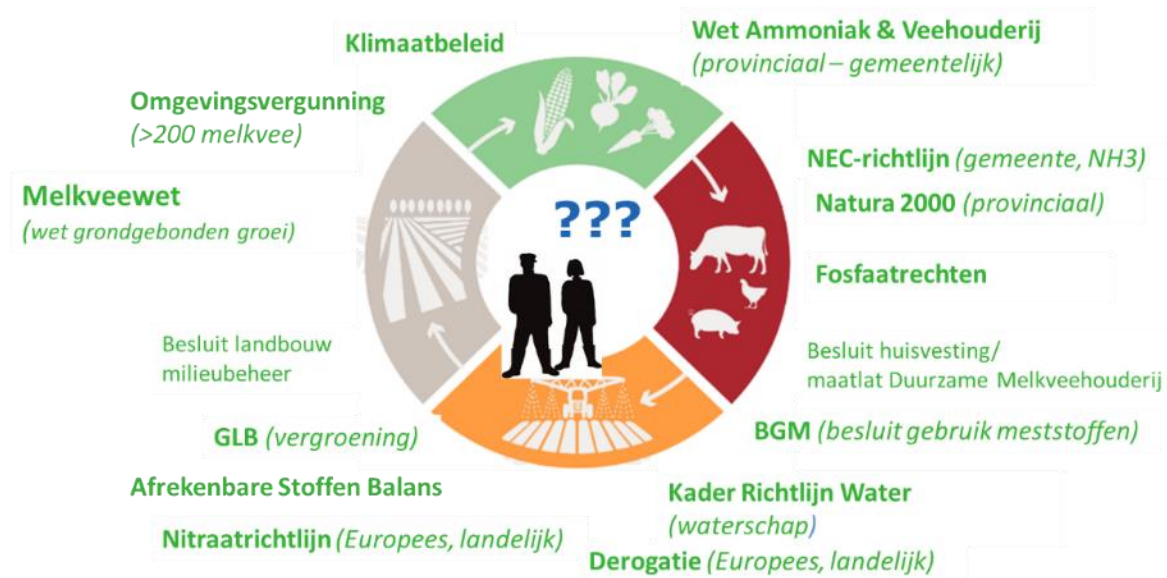 Klimaatbeleid
Wet Ammoniak & Veehouderij
(provinciaal – gemeentelijk)
Omgevingsvergunning
(>200 melkvee)
NEC-richtlijn (gemeente, NH3)
Melkveewet
(wet grondgebonden groei)
Natura 2000 (provinciaal)
???
Fosfaatrechten
Besluit landbouw
milieubeheer
Besluit huisvesting/
maatlat Duurzame Melkveehouderij
GLB (vergroening)
BGM (besluit gebruik meststoffen)
Afrekenbare Stoffen Balans
Kader Richtlijn Water
(waterschap)
Nitraatrichtlijn (Europees, landelijk)
Derogatie (Europees, landelijk)